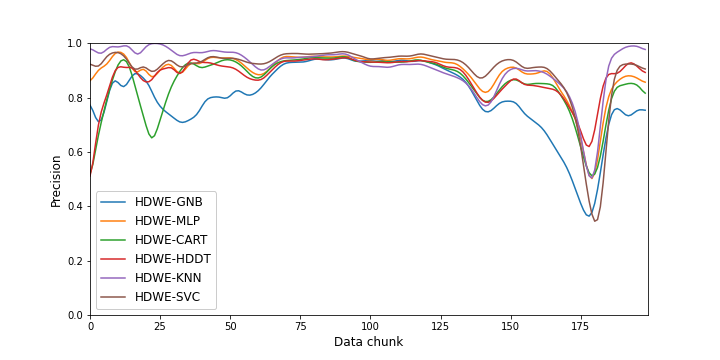 1.0
0.8
0.6
0.4
0.2
0.0
Precision
HDWE-GNB
HDWE-MLP
HDWE-CART
HDWE-HDDT
HDWE-KNN
HDWE-SVC
0 25 50 75 100 125 150 175
Data chunk